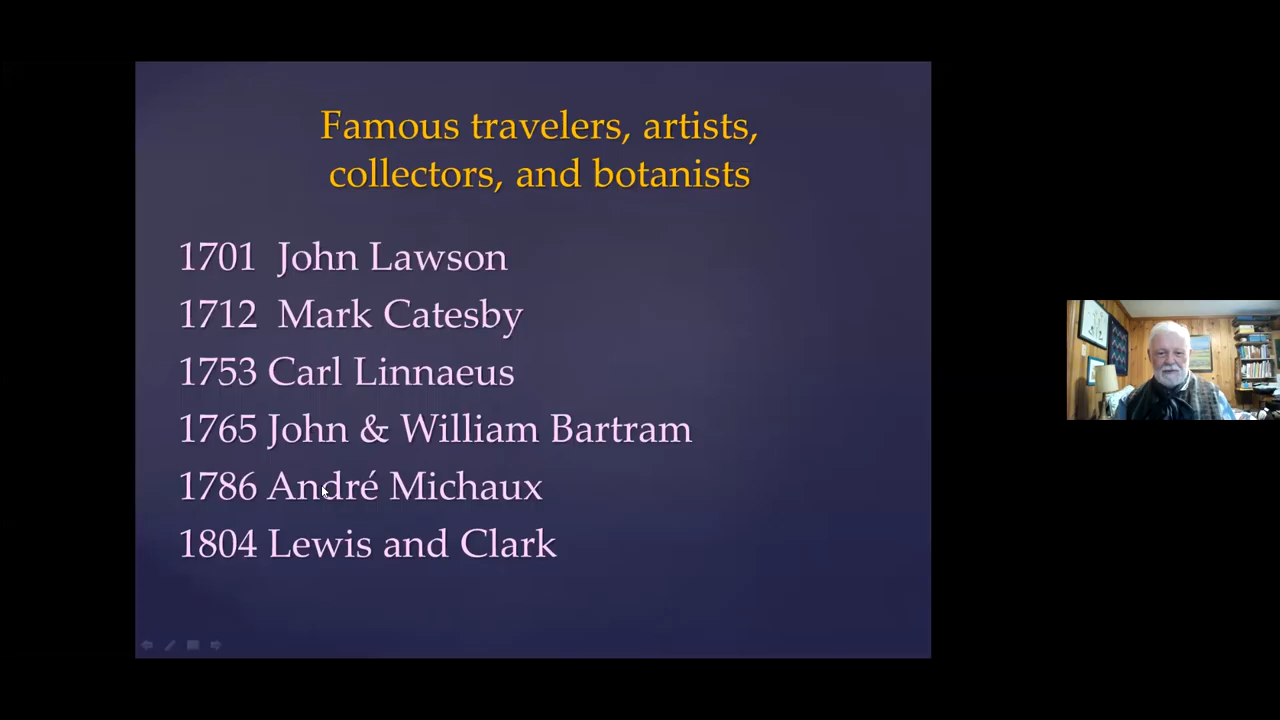 Famous travelers, artists,
collectors, and botanists
1701 John Lawson
1712 Mark Catesby
1753 Carl Linnaeus
1765 John & William Bartram
1786 André Michaux
1804 Lewis and Clark